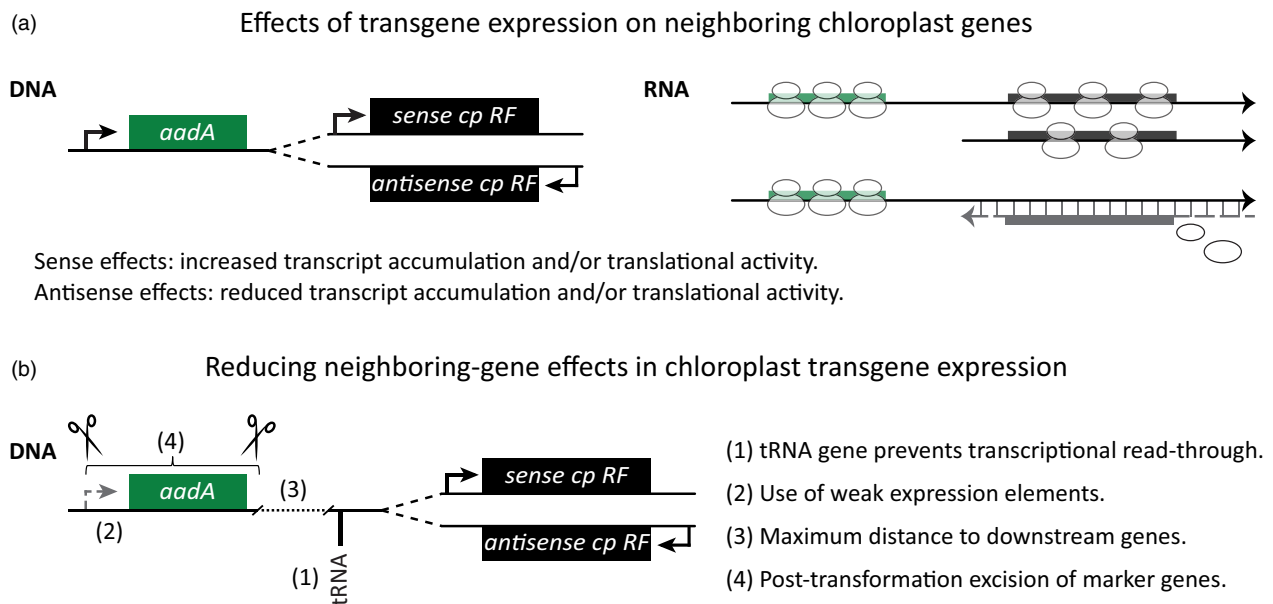 (a)
Effects of transgene expression on neighboring chloroplast genes
DNA
aadA
sense cp RF
antisense cp RF
RNA
Sense effects: increased transcript accumulation and/or translational activity.
Antisense effects: reduced transcript accumulation and/or translational activity.
(b)
Reducing neighboring-gene effects in chloroplast transgene expression
DNA
(4)
aadA
(3)
(2)
(1)
tRNA
sense cp RF
antisense cp RF
(1) tRNA gene prevents transcriptional read-through.
(2) Use of weak expression elements.
(3) Maximum distance to downstream genes.
(4) Post-transformation excision of marker genes.